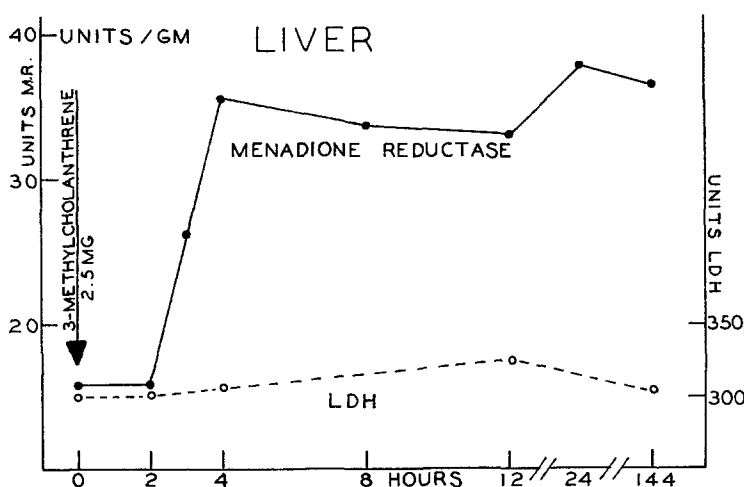 40
UNITS/GM
LIVER
UNITS M.R.
30
20
3-METHYLCHOLANTHRENE
2.5 MG
MENADIONE REDUCTASE
LDH
UNITS LDH
350
300
0 2 4 8 HOURS 12 24 144